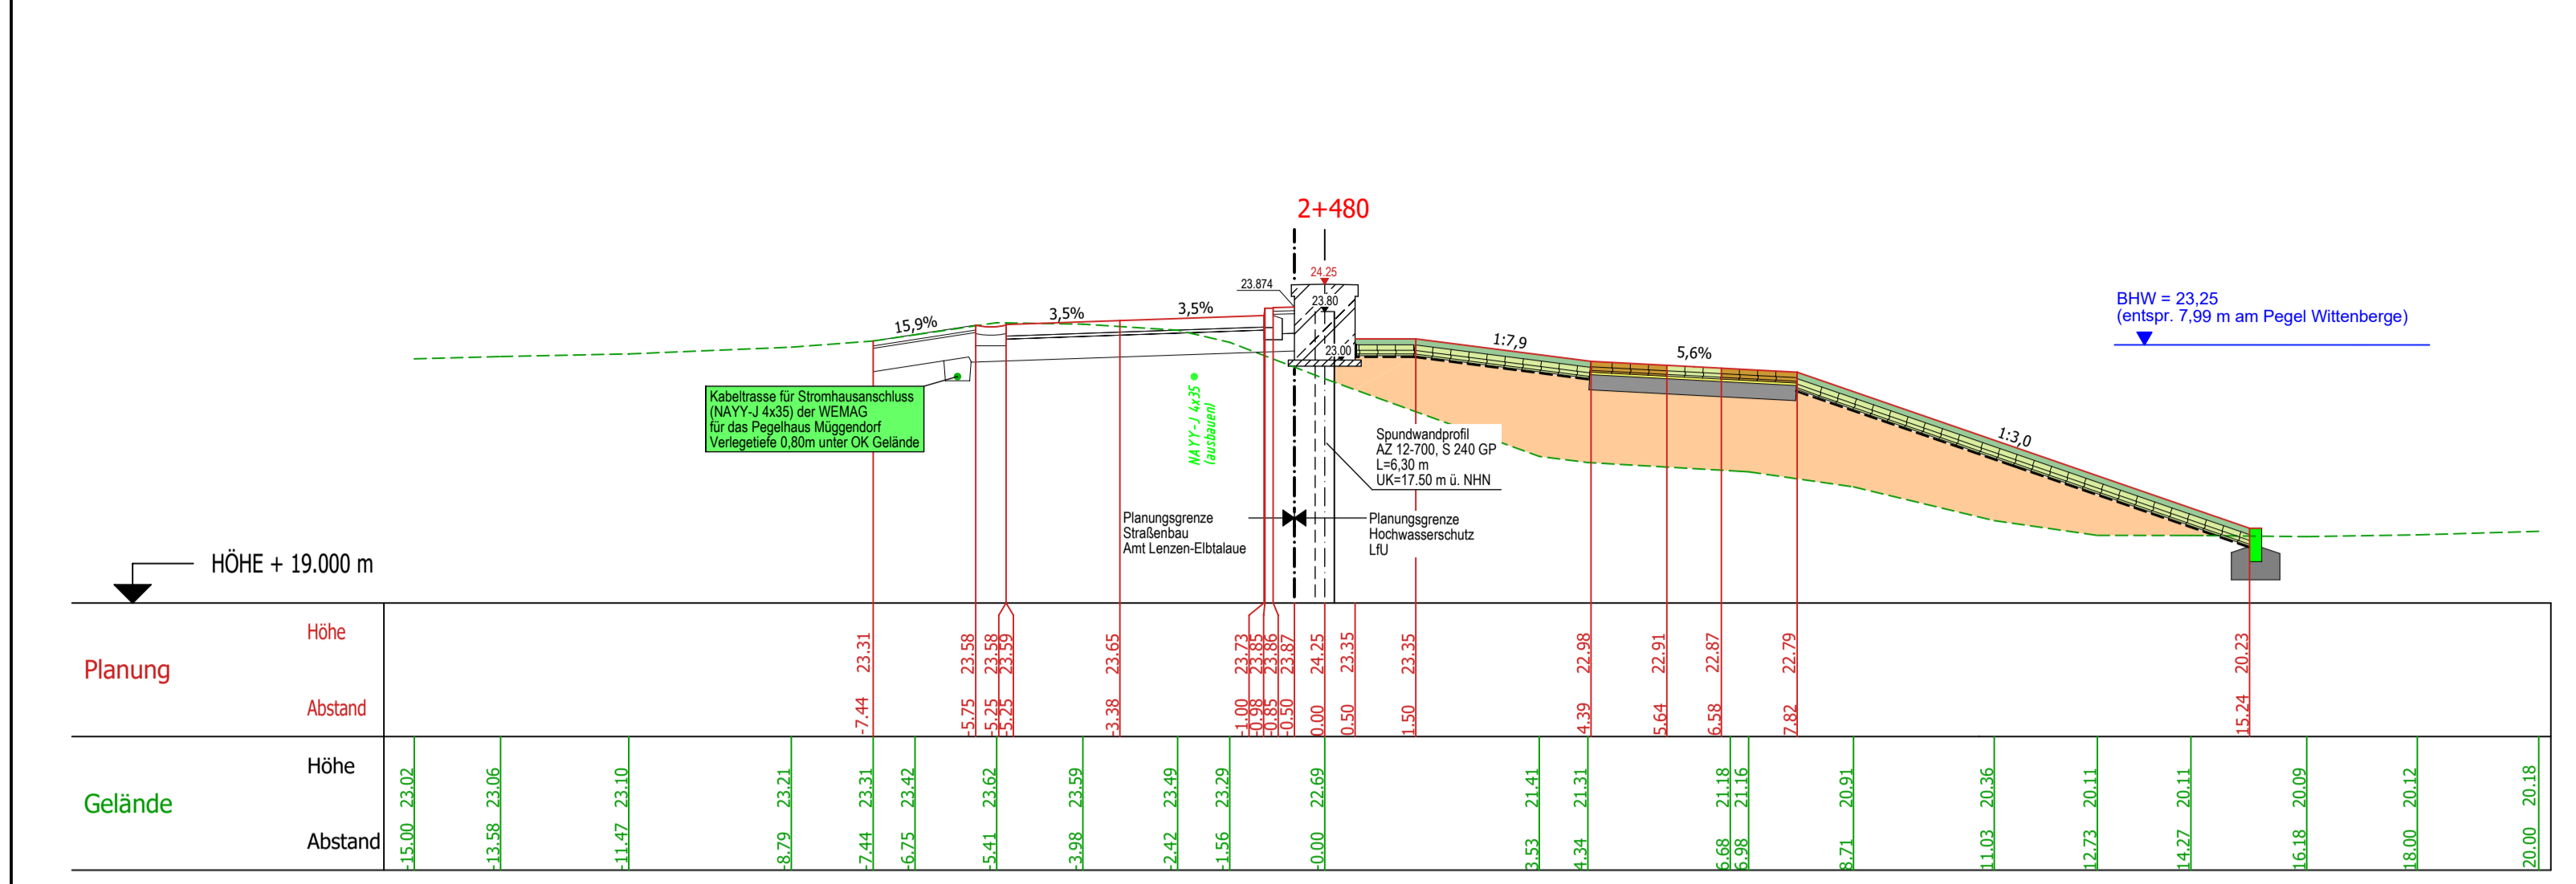 2+480
24.25
23.874
23.80
23.00
15,9%
3,5%
3,5%
1:7,9
5,6%
1:3,0
BHW = 23,25
(entspr. 7,99 m am Pegel Wittenberge)
Kabeltrasse für Stromhausanschluss
(NAYY-J 4x35) der WEMAG
für das Pegelhaus Müggendorf
Verlegetiefe 0,80m unter OK Gelände
NAYY-J 4x35
(ausbauen)
Spundwandprofil
AZ 12-700, S 240 GP
L=6,30 m
UK=17.50 m ü. NHN
Planungsgrenze
Straßenbau
Amt Lenzen-Elbtalaue
Planungsgrenze
Hochwasserschutz
LfU
HÖHE + 19.000 m
Planung
Höhe
23.31 23.58 23.58 23.59 23.65 23.73 23.85 23.86 23.87 24.25 23.35 23.35 22.98 22.91 22.87 22.79 20.23
Abstand
-7.44 -5.75 -5.25 -5.25 -3.38 -1.00 -0.98 -0.85 -0.50 0.00 0.50 1.50 4.39 5.64 6.58 7.82 15.24
Gelände
Höhe
23.02 23.06 23.10 23.21 23.31 23.42 23.62 23.59 23.49 23.29 22.69 21.41 21.31 21.18 21.16 20.91 20.36 20.11 20.11 20.09 20.12 20.18
Abstand
-15.00 -13.58 -11.47 -8.79 -7.44 -6.75 -5.41 -3.98 -2.42 -1.56 -0.000 3.53 4.34 6.68 6.98 8.71 11.03 12.73 14.27 16.18 18.00 20.00